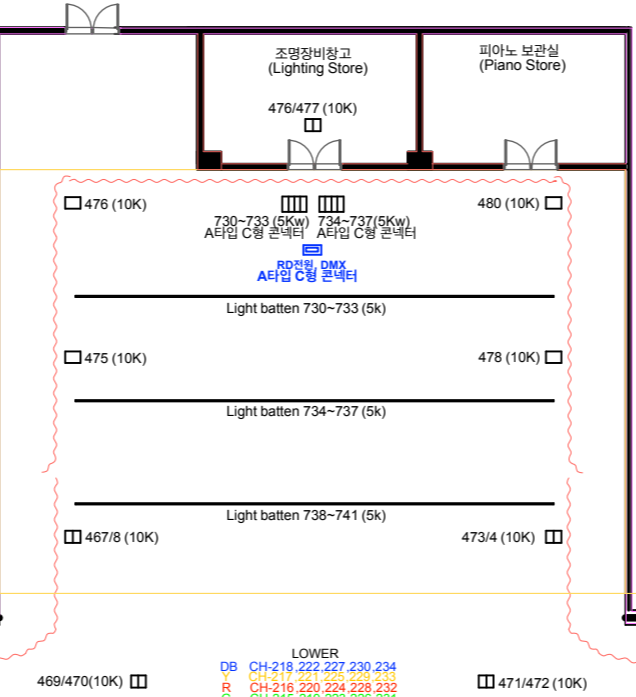 조명장비창고
(Lighting Store)
피아노 보관실
(Piano Store)
476/477 (10K)
476 (10K)
480 (10K)
730~733 (5Kw)
734~737(5Kw)
A타입 C형 콘넥터
A타입 C형 콘넥터
RD전원, DMX
A타입 C형 콘넥터
Light batten 730~733 (5k)
475 (10K)
478 (10K)
Light batten 734~737 (5k)
Light batten 738~741 (5k)
467/8 (10K)
473/4 (10K)
LOWER
DB CH-218,222,227,230,234
Y CH-217,221,225,229,233
R CH-216,220,224,228,232
469/470(10K)
471/472 (10K)